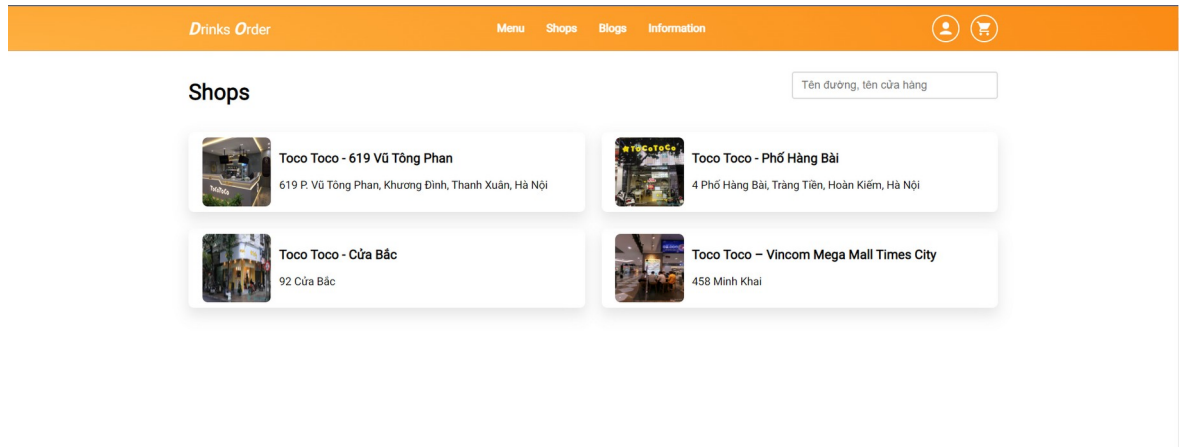 Drinks Order
Menu Shops Blogs Information
Shops
Tên đường, tên cửa hàng
Toco Toco - 619 Vũ Tông Phan
619 P. Vũ Tông Phan, Khương Đình, Thanh Xuân, Hà Nội
Toco Toco - Phố Hàng Bài
4 Phố Hàng Bài, Tràng Tiền, Hoàn Kiếm, Hà Nội
Toco Toco - Cửa Bắc
92 Cửa Bắc
Toco Toco – Vincom Mega Mall Times City
458 Minh Khai
ToCoToCo
TocoToCo